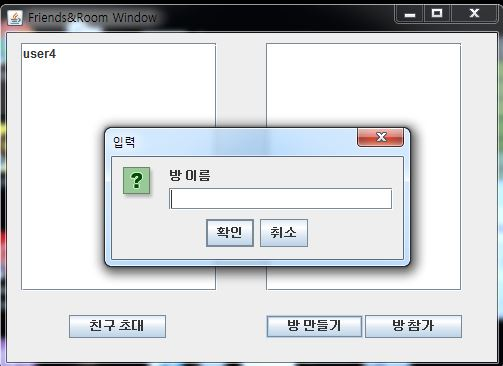 Friends&Room Window
user4
입력
?
방 이름
확인
취소
친구 초대
방 만들기
방 참가